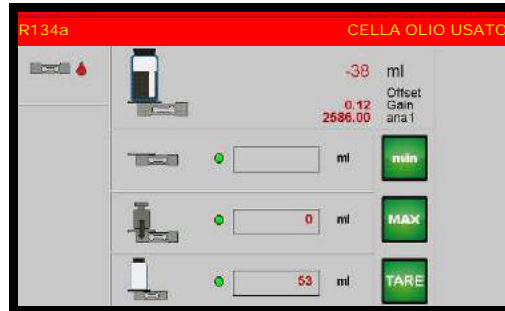 R134a CELLA OLIO USATO
-38 ml
Offset
0.12 Gain
2586.00 ana1
ml min
0 ml MAX
53 ml TARE